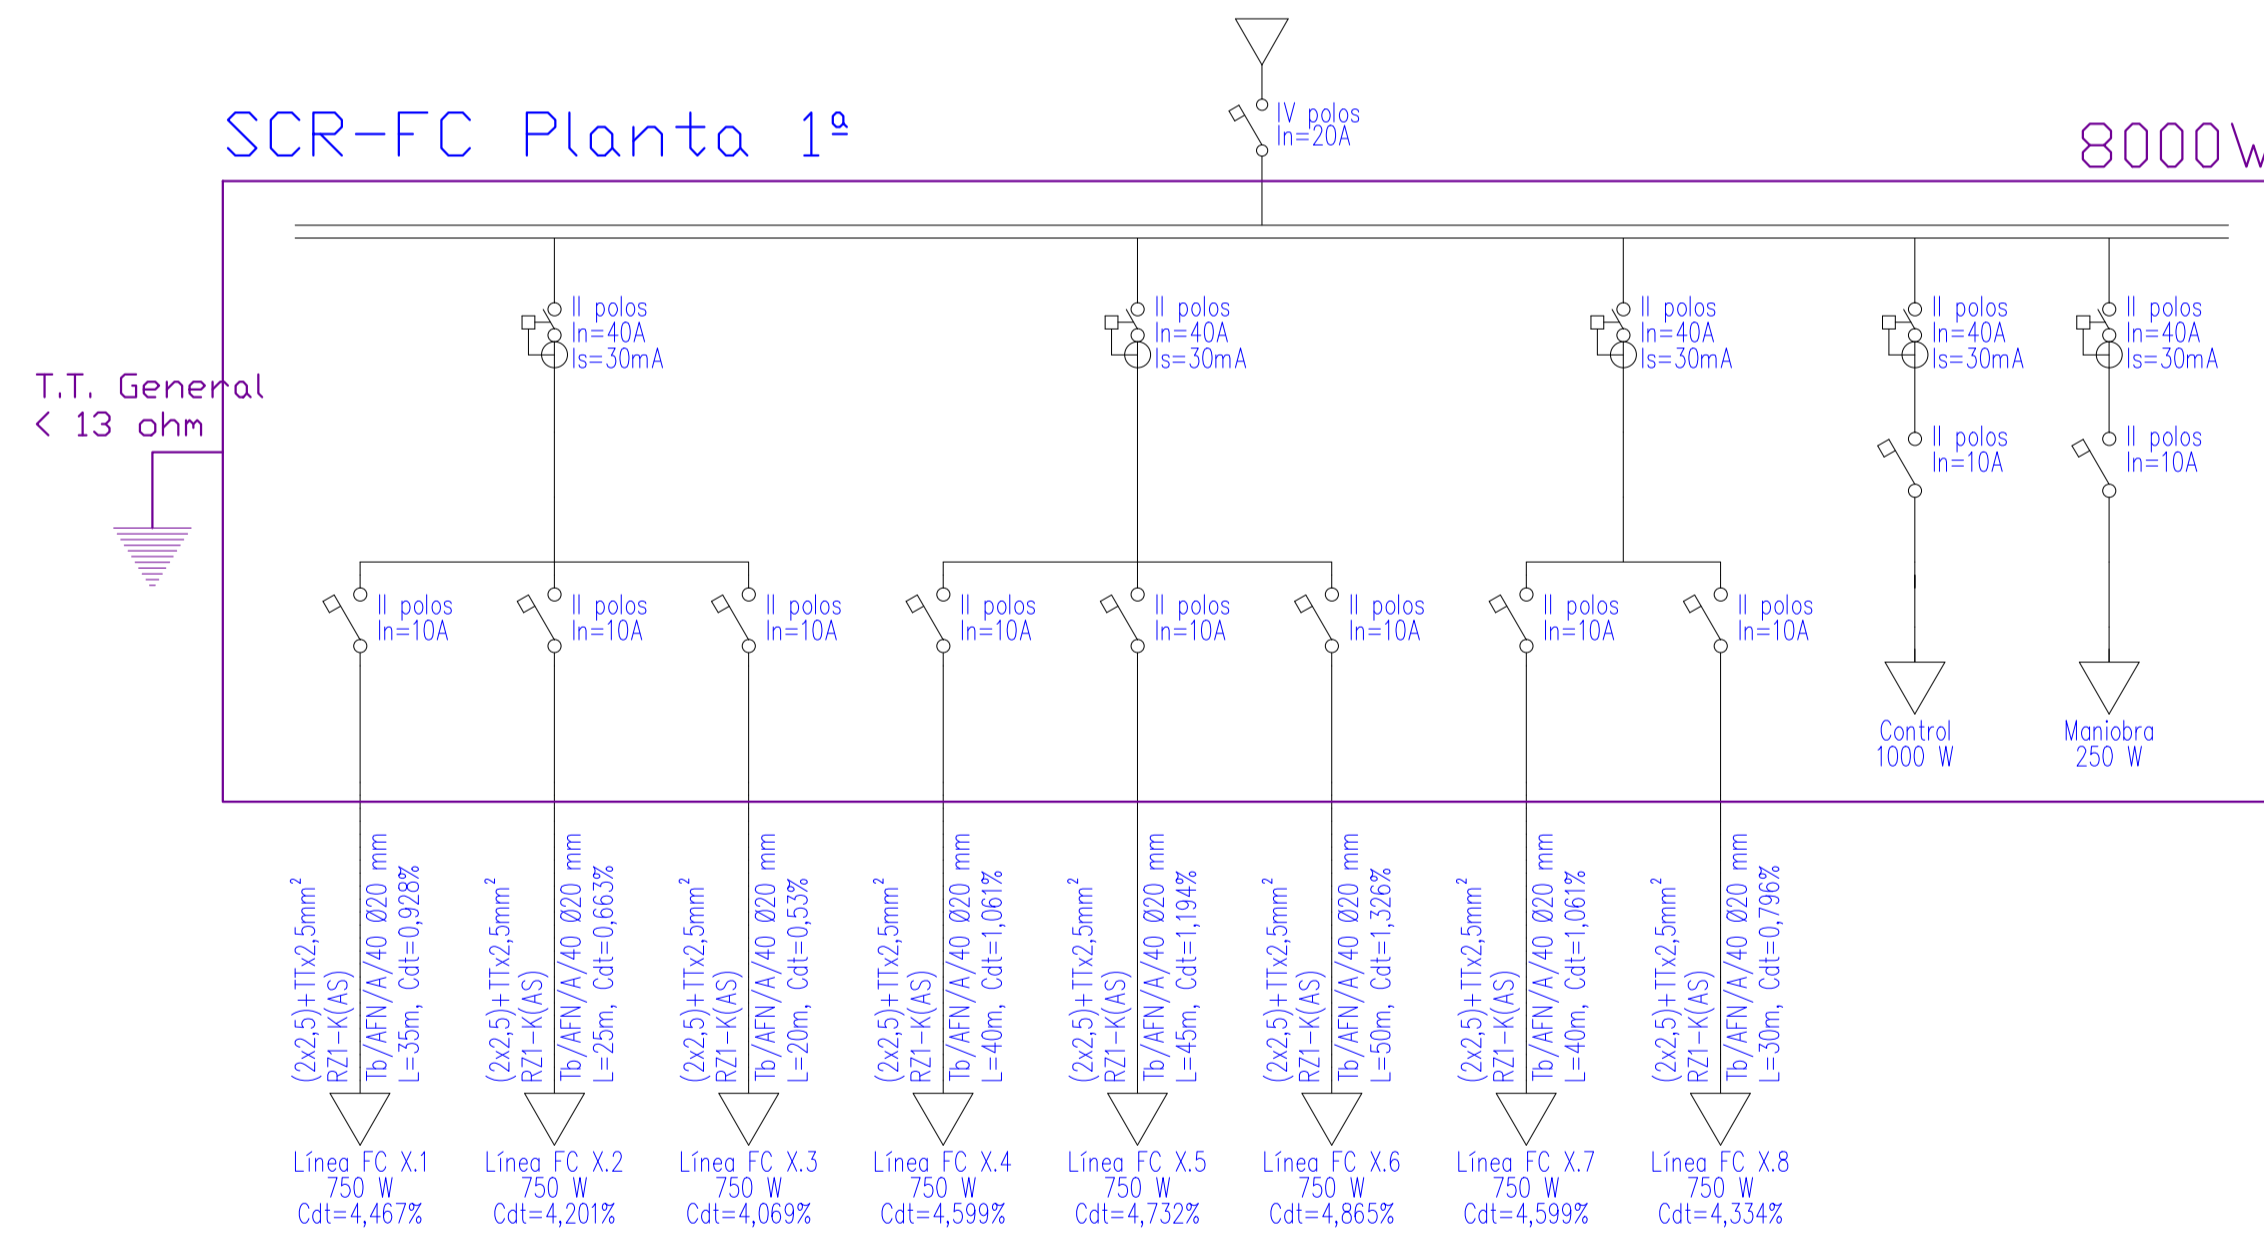 IV polos
In=20A
SCR-FC Planta 1ª
8000W
T.T. General
< 13 ohm
II polos
In=40A
Is=30mA
II polos
In=40A
Is=30mA
II polos
In=40A
Is=30mA
II polos
In=40A
Is=30mA
II polos
In=40A
Is=30mA
II polos
In=10A
II polos
In=10A
II polos
In=10A
II polos
In=10A
II polos
In=10A
II polos
In=10A
II polos
In=10A
II polos
In=10A
II polos
In=10A
II polos
In=10A
Control
1000 W
Maniobra
250 W
(2x2,5)+TTx2,5mm²
RZ1-K(AS)
Tb/AFN/A/40 Ø20 mm
L=35m, Cdt=0,928%
(2x2,5)+TTx2,5mm²
RZ1-K(AS)
Tb/AFN/A/40 Ø20 mm
L=25m, Cdt=0,663%
(2x2,5)+TTx2,5mm²
RZ1-K(AS)
Tb/AFN/A/40 Ø20 mm
L=20m, Cdt=0,53%
(2x2,5)+TTx2,5mm²
RZ1-K(AS)
Tb/AFN/A/40 Ø20 mm
L=40m, Cdt=1,061%
(2x2,5)+TTx2,5mm²
RZ1-K(AS)
Tb/AFN/A/40 Ø20 mm
L=45m, Cdt=1,194%
(2x2,5)+TTx2,5mm²
RZ1-K(AS)
Tb/AFN/A/40 Ø20 mm
L=50m, Cdt=1,326%
(2x2,5)+TTx2,5mm²
RZ1-K(AS)
Tb/AFN/A/40 Ø20 mm
L=40m, Cdt=1,061%
(2x2,5)+TTx2,5mm²
RZ1-K(AS)
Tb/AFN/A/40 Ø20 mm
L=30m, Cdt=0,796%
Línea FC X.1
750 W
Cdt=4,467%
Línea FC X.2
750 W
Cdt=4,201%
Línea FC X.3
750 W
Cdt=4,069%
Línea FC X.4
750 W
Cdt=4,599%
Línea FC X.5
750 W
Cdt=4,732%
Línea FC X.6
750 W
Cdt=4,865%
Línea FC X.7
750 W
Cdt=4,599%
Línea FC X.8
750 W
Cdt=4,334%